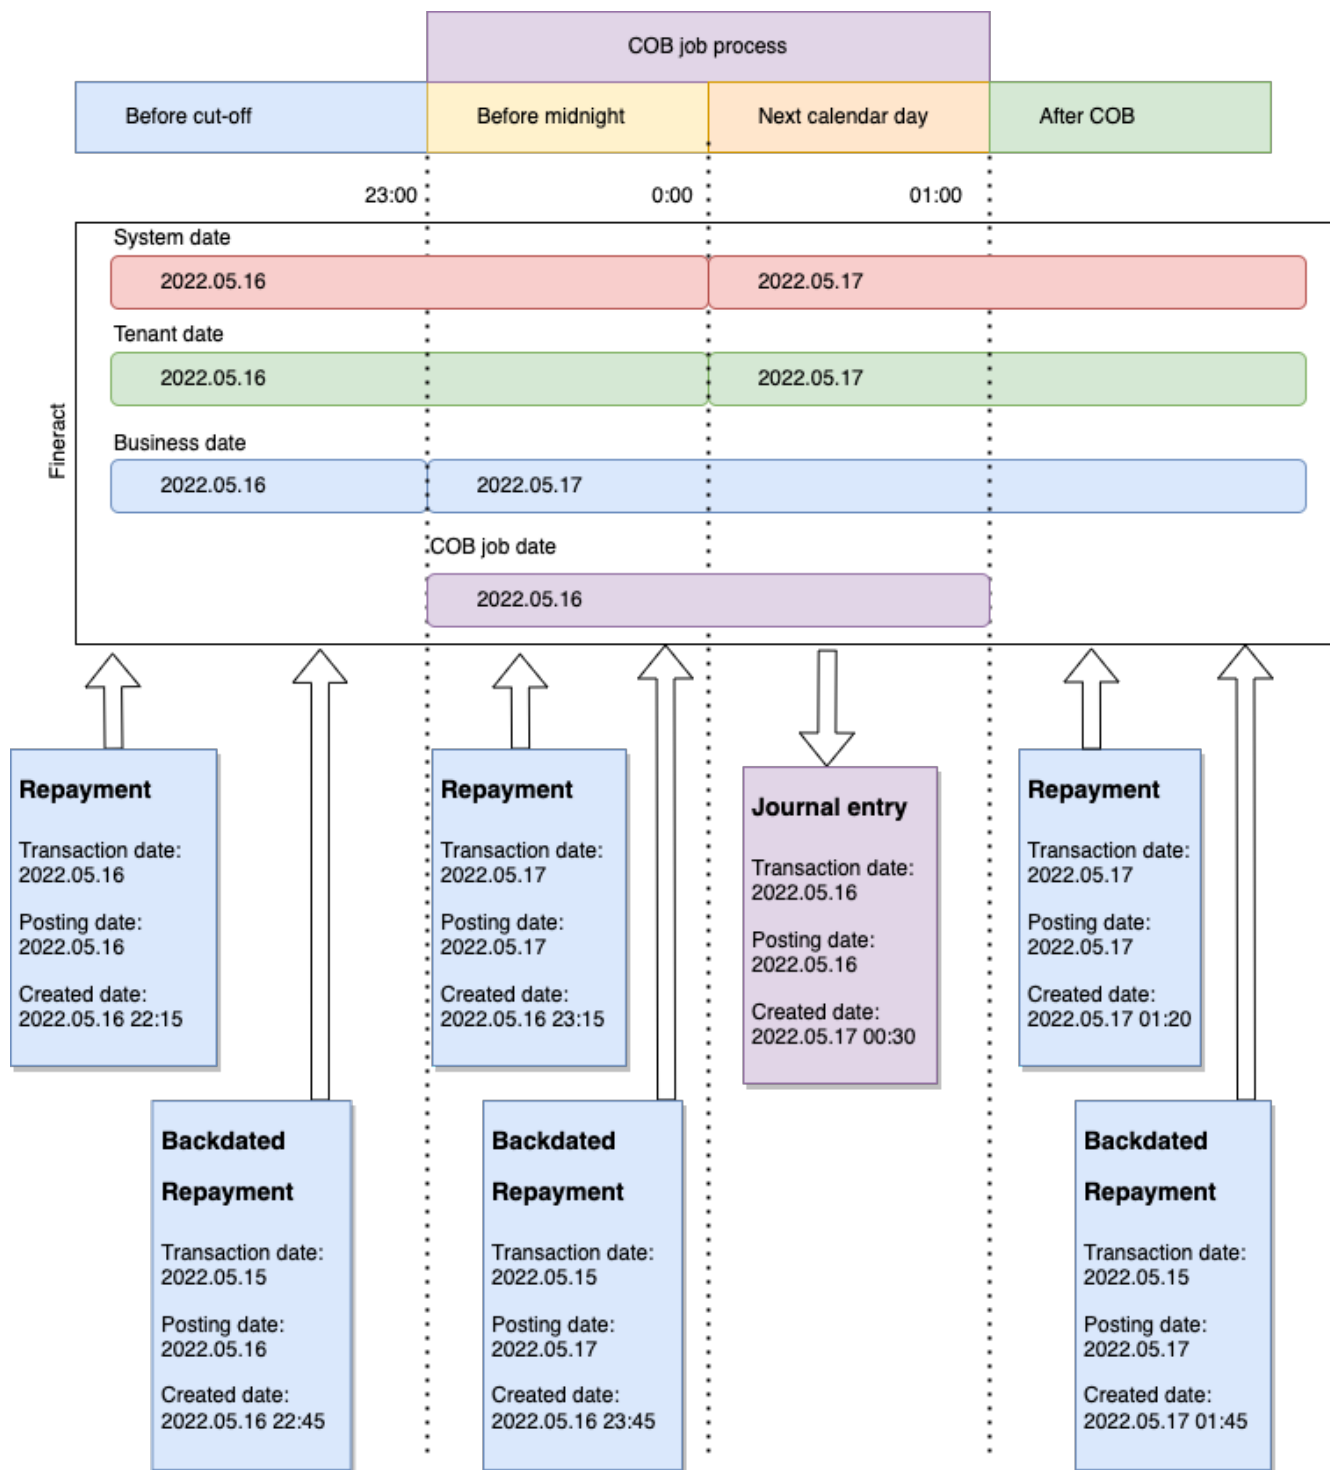 COB job process
Before cut-off
Before midnight
Next calendar day
After COB
23:00
0:00
01:00
Fineract
System date
2022.05.16
2022.05.17
Tenant date
2022.05.16
2022.05.17
Business date
2022.05.16
2022.05.17
COB job date
2022.05.16
Repayment
Transaction date:
2022.05.16
Posting date:
2022.05.16
Created date:
2022.05.16 22:15
Backdated
Repayment
Transaction date:
2022.05.15
Posting date:
2022.05.16
Created date:
2022.05.16 22:45
Repayment
Transaction date:
2022.05.17
Posting date:
2022.05.17
Created date:
2022.05.16 23:15
Backdated
Repayment
Transaction date:
2022.05.15
Posting date:
2022.05.17
Created date:
2022.05.16 23:45
Journal entry
Transaction date:
2022.05.16
Posting date:
2022.05.16
Created date:
2022.05.17 00:30
Repayment
Transaction date:
2022.05.17
Posting date:
2022.05.17
Created date:
2022.05.17 01:20
Backdated
Repayment
Transaction date:
2022.05.15
Posting date:
2022.05.17
Created date:
2022.05.17 01:45